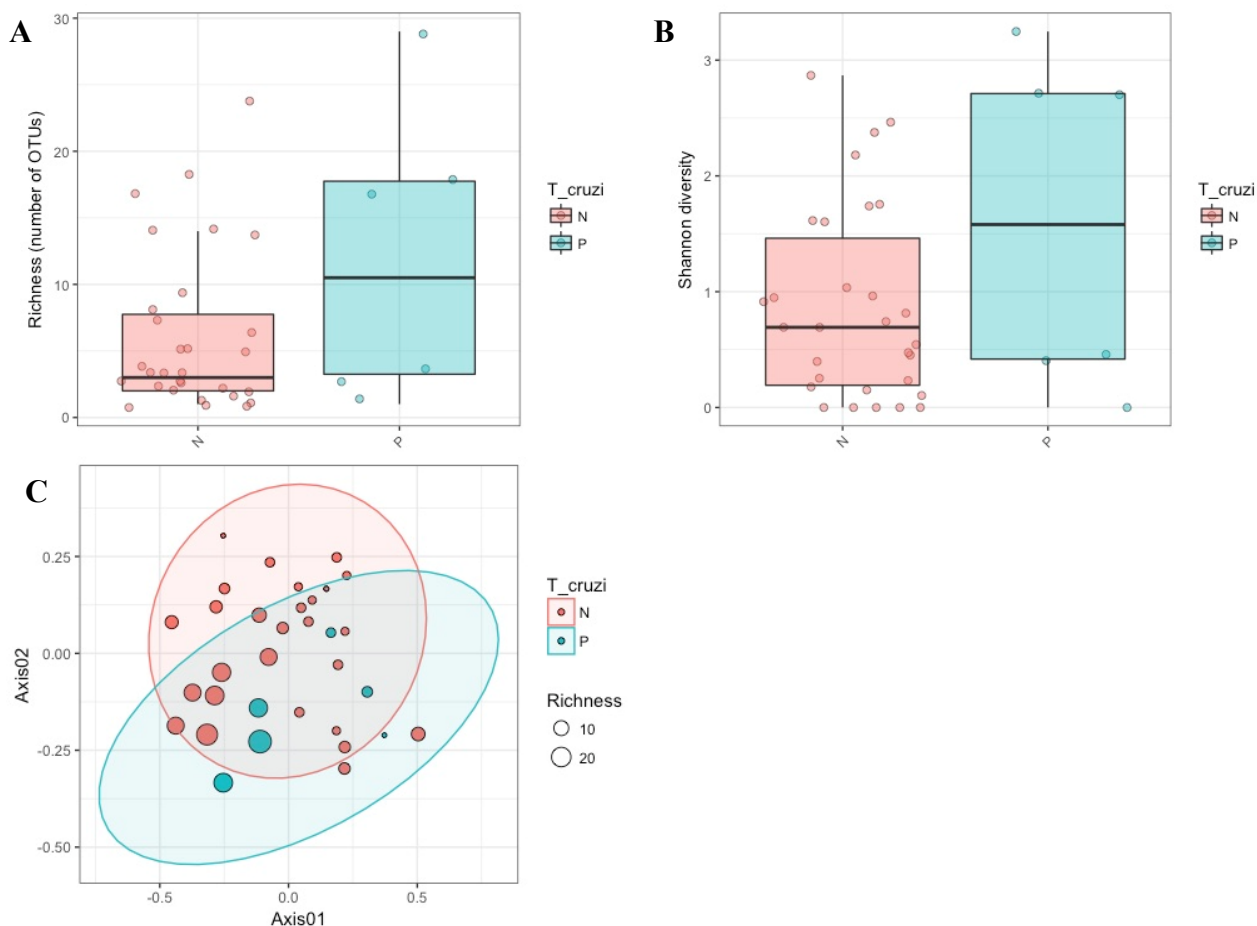 A
Richness (number of OTUs)
30
20
10
0
N
P
T_cruzi
N
P
B
Shannon diversity
3
2
1
0
N
P
T_cruzi
N
P
C
Axis02
0.25
0.00
-0.25
-0.50
-0.5
0.0
0.5
Axis01
T_cruzi
N
P
Richness
10
20